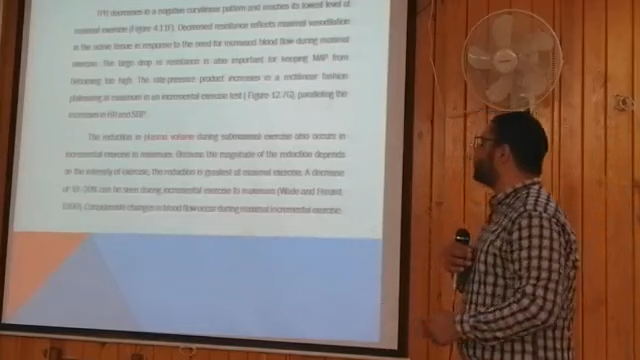 TPR decreases in a negative curvilinear pattern and reaches its lowest level at
maximal exercise (Figure 4.11F). Decreased resistance reflects maximal vasodilation
in the active tissue in response to the need for increased blood flow during maximal
exercise. The large drop in resistance is also important for keeping MAP from
becoming too high. The rate-pressure product increases in a rectilinear fashion
plateauing at maximum in an incremental exercise test ( Figure 12.7G), paralleling the
increases in HR and SBP.
The reduction in plasma volume during submaximal exercise also occurs in
incremental exercise to maximum. Because the magnitude of the reduction depends
on the intensity of exercise, the reduction is greatest at maximal exercise. A decrease
of 10–20% can be seen during incremental exercise to maximum (Wade and Freund,
1990). Considerable changes in blood flow occur during maximal incremental exercise